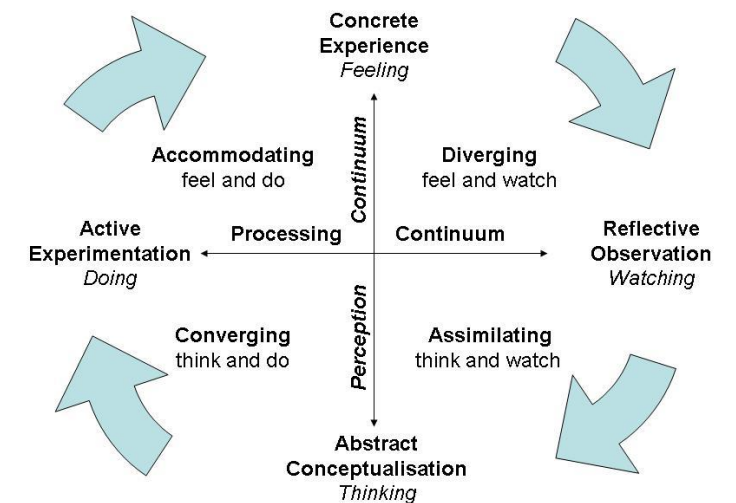 Concrete
Experience
Feeling
Accommodating
feel and do
Continuum
Diverging
feel and watch
Active
Experimentation
Doing
Processing
Continuum
Reflective
Observation
Watching
Converging
think and do
Perception
Assimilating
think and watch
Abstract
Conceptualisation
Thinking